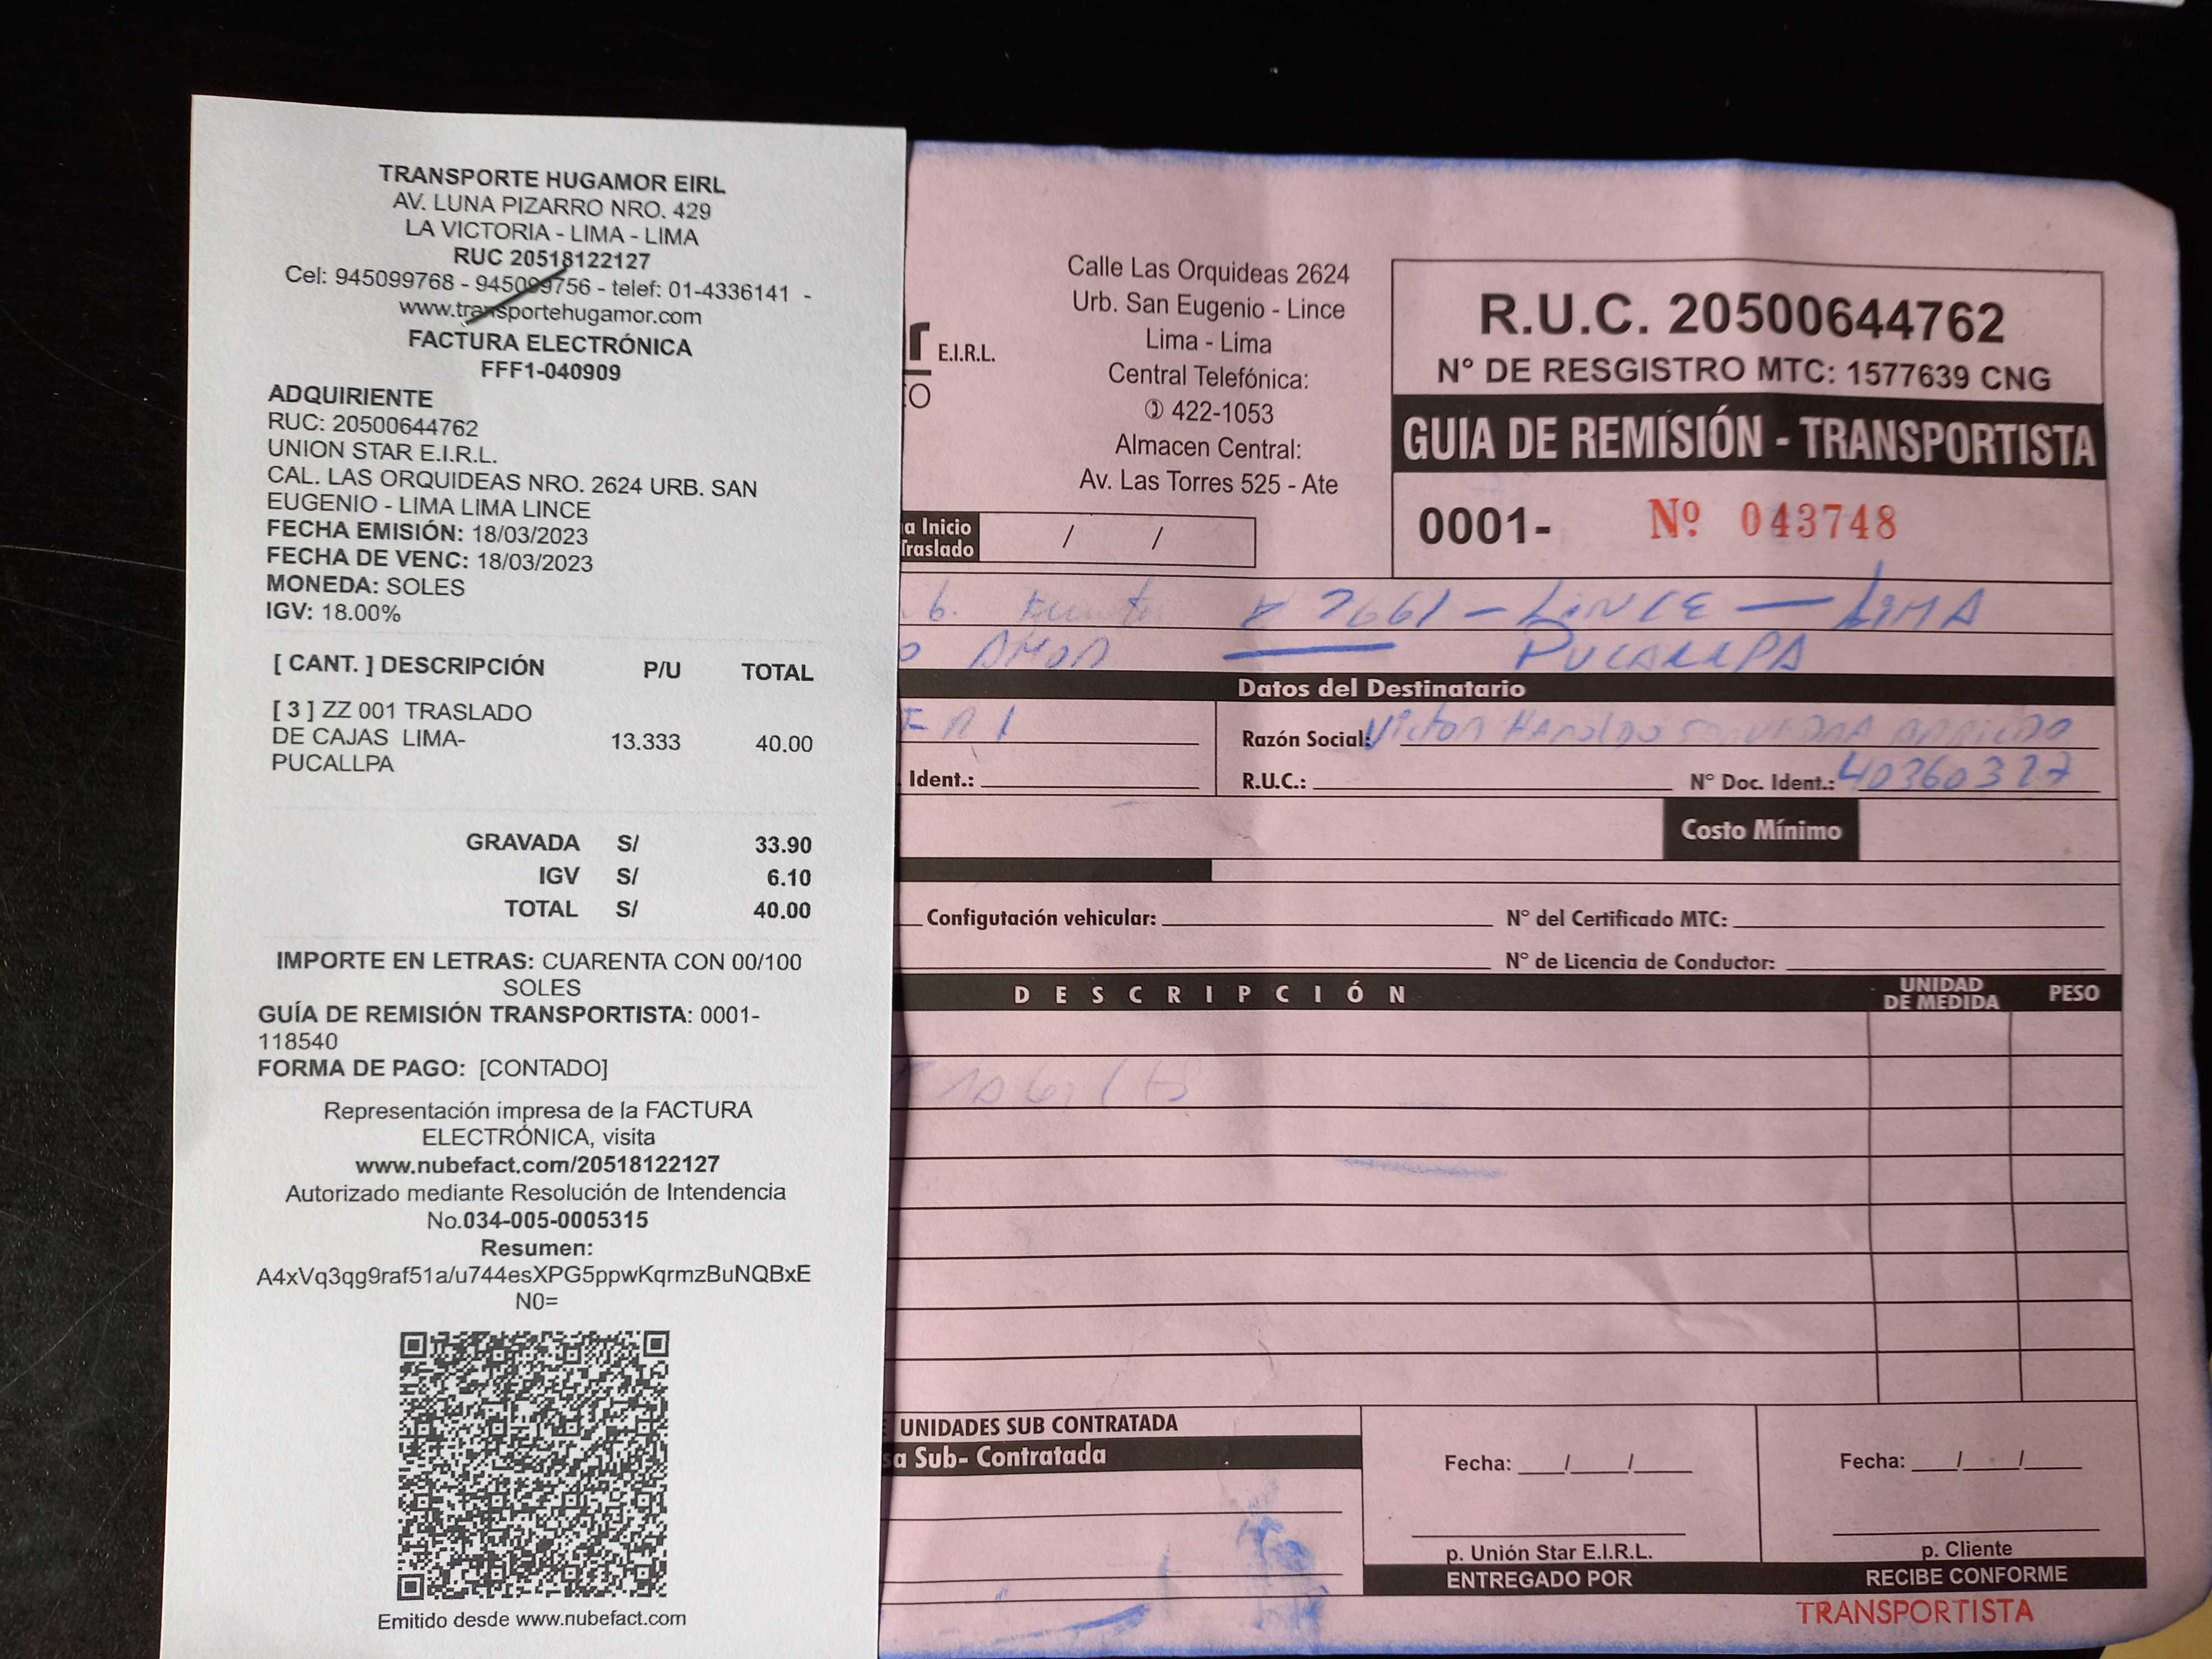 TRANSPORTE HUGAMOR EIRL
AV. LUNA PIZARRO NRO. 429
LA VICTORIA - LIMA - LIMA
RUC 20518122127
Cel: 945099768 - 945099756 - telef: 01-4336141 -
www.transportehugamor.com
FACTURA ELECTRÓNICA
FFF1-040909
ADQUIRIENTE
RUC: 20500644762
UNION STAR E.I.R.L.
CAL. LAS ORQUIDEAS NRO. 2624 URB. SAN
EUGENIO - LIMA LIMA LINCE
FECHA EMISIÓN: 18/03/2023
FECHA DE VENC: 18/03/2023
MONEDA: SOLES
IGV: 18.00%
[ CANT. ] DESCRIPCIÓN P/U TOTAL
[ 3 ] ZZ 001 TRASLADO
DE CAJAS LIMA- 13.333 40.00
PUCALLPA
GRAVADA S/ 33.90
IGV S/ 6.10
TOTAL S/ 40.00
IMPORTE EN LETRAS: CUARENTA CON 00/100
SOLES
GUÍA DE REMISIÓN TRANSPORTISTA: 0001-
118540
FORMA DE PAGO: [CONTADO]
Representación impresa de la FACTURA
ELECTRÓNICA, visita
www.nubefact.com/20518122127
Autorizado mediante Resolución de Intendencia
No.034-005-0005315
Resumen:
A4xVq3qg9raf51a/u744esXPG5ppwKqrmzBuNQBxE
N0=
Emitido desde www.nubefact.com
E.I.R.L.
Calle Las Orquideas 2624
Urb. San Eugenio - Lince
Lima - Lima
Central Telefónica:
422-1053
Almacen Central:
Av. Las Torres 525 - Ate
R.U.C. 20500644762
N° DE RESGISTRO MTC: 1577639 CNG
GUIA DE REMISIÓN - TRANSPORTISTA
0001- Nº 043748
a Inicio
Traslado / /
# 2661 - LINCE — LIMA
PUCALLPA
Datos del Destinatario
Razón Social: Victor Haroldo
Ident.: R.U.C.: N° Doc. Ident.: 40360327
Costo Mínimo
Configutación vehicular: N° del Certificado MTC:
N° de Licencia de Conductor:
DESCRIPCIÓN UNIDAD DE MEDIDA PESO
UNIDADES SUB CONTRATADA
sa Sub- Contratada
Fecha: / / Fecha: / /
p. Unión Star E.I.R.L. p. Cliente
ENTREGADO POR RECIBE CONFORME
TRANSPORTISTA